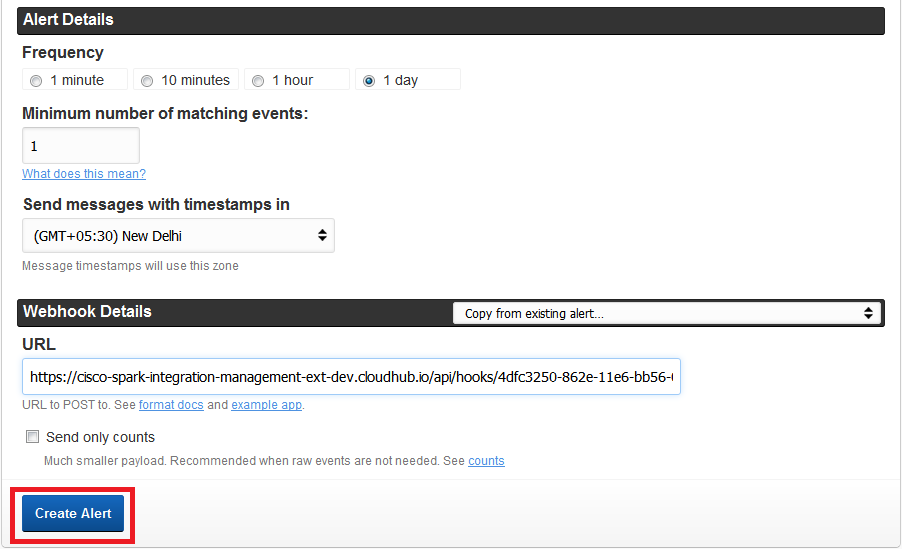 Alert Details
Frequency
1 minute 10 minutes 1 hour 1 day
Minimum number of matching events:
1
What does this mean?
Send messages with timestamps in
(GMT+05:30) New Delhi
Message timestamps will use this zone
Webhook Details Copy from existing alert...
URL
https://cisco-spark-integration-management-ext-dev.cloudhub.io/api/hooks/4dfc3250-862e-11e6-bb56-
URL to POST to. See format docs and example app.
Send only counts
Much smaller payload. Recommended when raw events are not needed. See counts
Create Alert